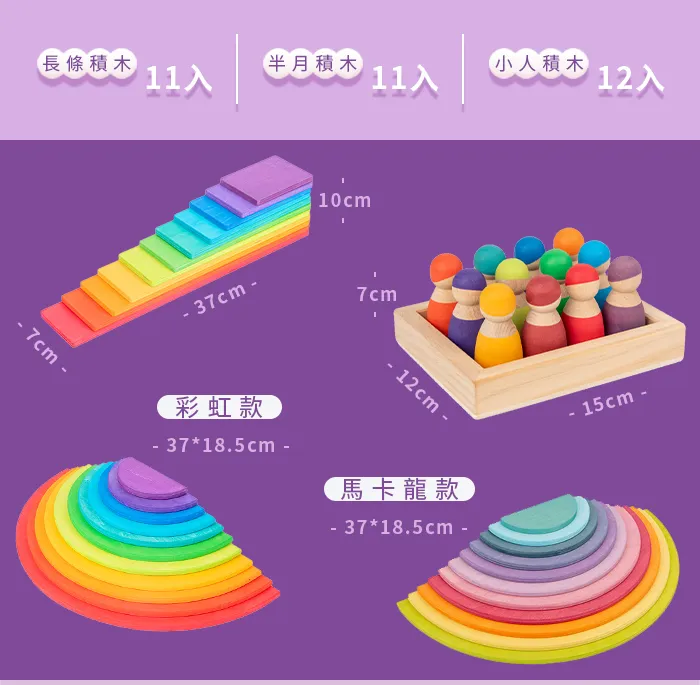 長條積木 11入
半月積木 11入
小人積木 12入
10cm
- 37cm -
- 7cm -
7cm
- 12cm -
- 15cm -
彩虹款
- 37*18.5cm -
馬卡龍款
- 37*18.5cm -